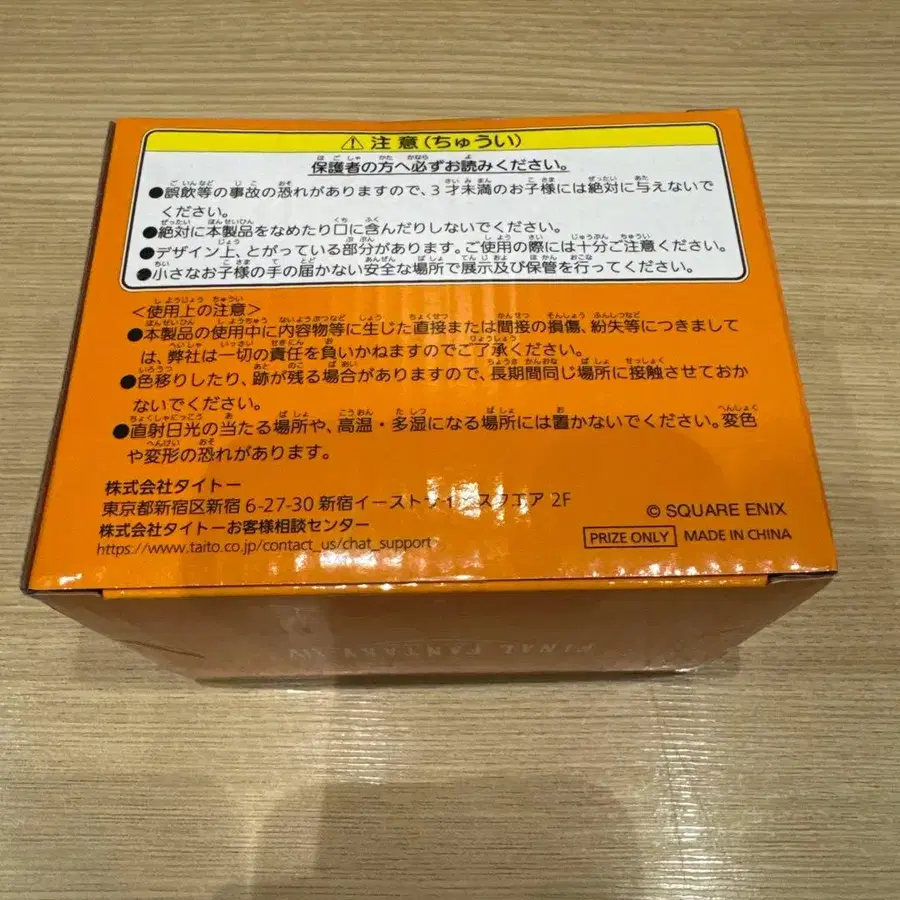 ⚠ 注意(ちゅうい)
保護者の方へ必ずお読みください。
●誤飲等の事故の恐れがありますので、3才未満のお子様には絶対に与えないで
ください。
●絶対に本製品をなめたり口に含んだりしないでください。
●デザイン上、とがっている部分があります。ご使用の際には十分ご注意ください。
●小さなお子様の手の届かない安全な場所で展示及び保管を行ってください。
<使用上の注意>
●本製品の使用中に内容物等に生じた直接または間接の損傷、紛失等につきまして
は、弊社は一切の責任を負いかねますのでご了承ください。
●色移りしたり、跡が残る場合がありますので、長期間同じ場所に接触させておか
ないでください。
●直射日光の当たる場所や、高温・多湿になる場所には置かないでください。変色
や変形の恐れがあります。
株式会社タイトー
東京都新宿区新宿 6-27-30 新宿イーストサイドスクエア 2F
株式会社タイトーお客様相談センター
https://www.taito.co.jp/contact_us/chat_support
© SQUARE ENIX
PRIZE ONLY MADE IN CHINA
FINAL FANTASY XIV